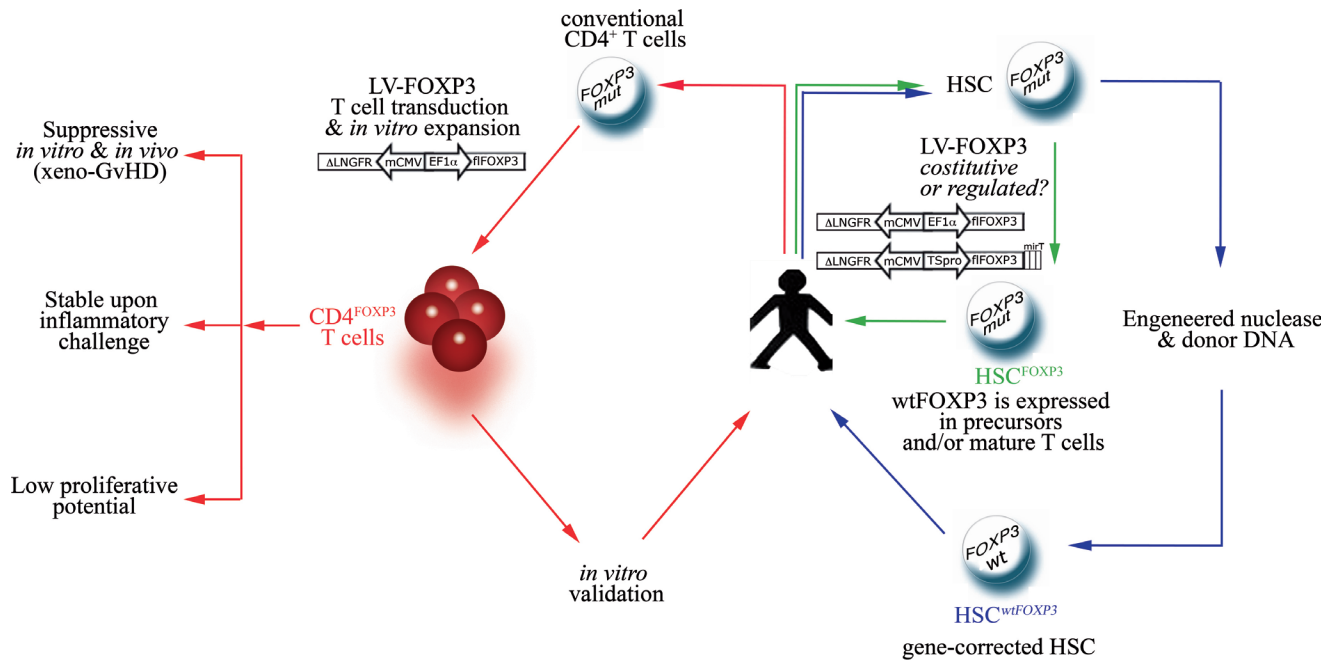 conventional
CD4⁺ T cells
FOXP3
mut
LV-FOXP3
T cell transduction
& in vitro expansion
ΔLNGFR mCMV EF1α flFOXP3
Suppressive
in vitro & in vivo
(xeno-GvHD)
Stable upon
inflammatory
challenge
Low proliferative
potential
CD4FOXP3
T cells
in vitro
validation
HSC
FOXP3
mut
LV-FOXP3
costitutive
or regulated?
ΔLNGFR mCMV EF1α flFOXP3
mirT
ΔLNGFR mCMV TSpro flFOXP3
FOXP3
mut
HSCFOXP3
wtFOXP3 is expressed
in precursors
and/or mature T cells
Engeneered nuclease
& donor DNA
FOXP3
wt
HSCwtFOXP3
gene-corrected HSC